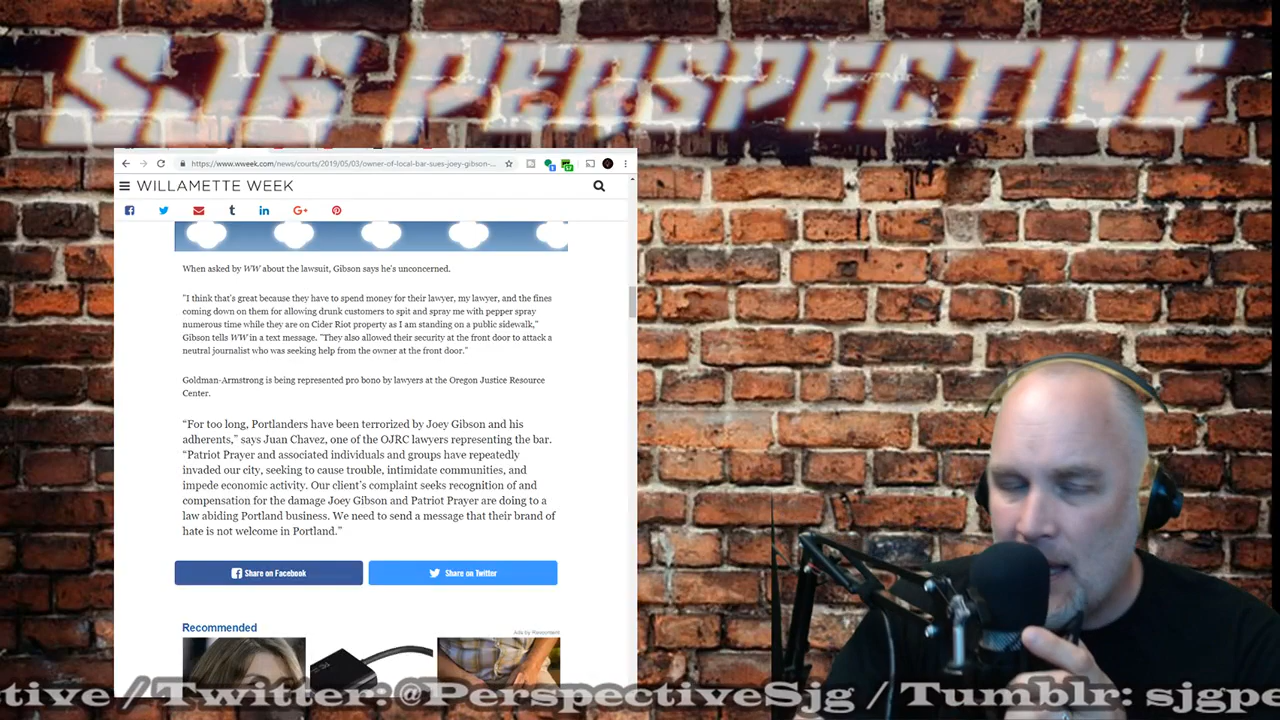 SJG PERSPECTIVE
https://www.wweek.com/news/courts/2019/05/03/owner-of-local-bar-sues-joey-gibson-...
WILLAMETTE WEEK
When asked by WW about the lawsuit, Gibson says he's unconcerned.
"I think that's great because they have to spend money for their lawyer, my lawyer, and the fines
coming down on them for allowing drunk customers to spit and spray me with pepper spray
numerous time while they are on Cider Riot property as I am standing on a public sidewalk,"
Gibson tells WW in a text message. "They also allowed their security at the front door to attack a
neutral journalist who was seeking help from the owner at the front door."
Goldman-Armstrong is being represented pro bono by lawyers at the Oregon Justice Resource
Center.
“For too long, Portlanders have been terrorized by Joey Gibson and his
adherents,” says Juan Chavez, one of the OJRC lawyers representing the bar.
“Patriot Prayer and associated individuals and groups have repeatedly
invaded our city, seeking to cause trouble, intimidate communities, and
impede economic activity. Our client’s complaint seeks recognition of and
compensation for the damage Joey Gibson and Patriot Prayer are doing to a
law abiding Portland business. We need to send a message that their brand of
hate is not welcome in Portland.”
Share on Facebook Share on Twitter
Recommended
Ads by Revcontent
ctive / Twitter: @PerspectiveSjg / Tumblr: sjgpe